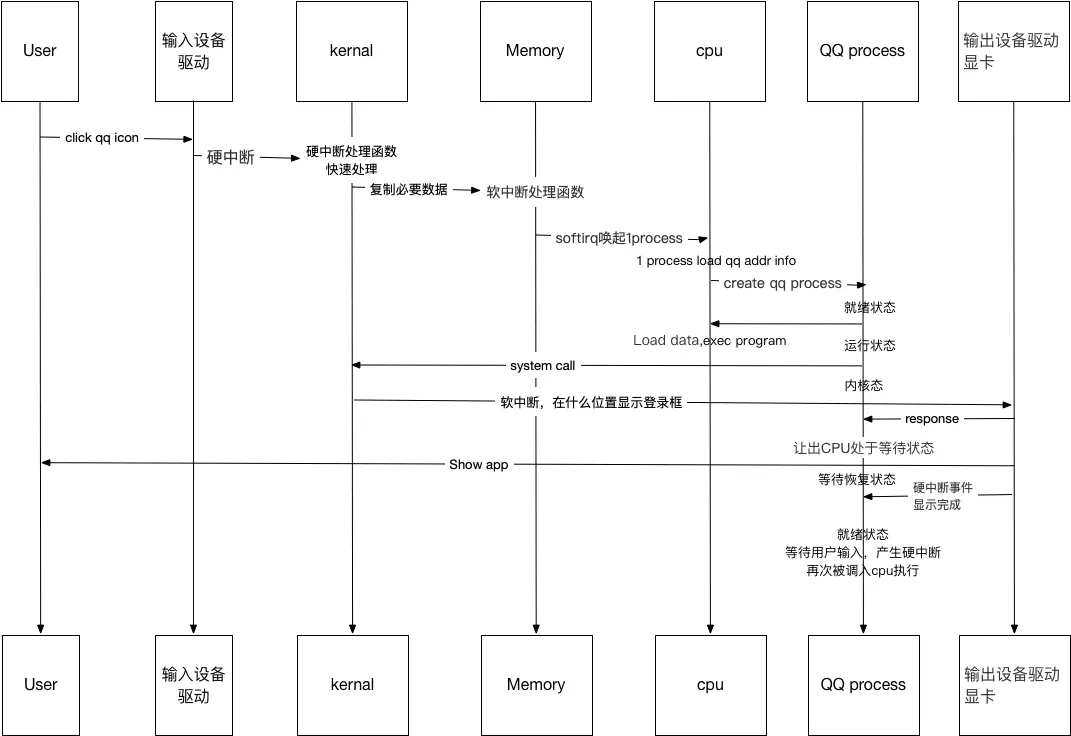 User
输入设备
驱动
kernal
Memory
cpu
QQ process
输出设备驱动
显卡
click qq icon
硬中断
硬中断处理函数
快速处理
复制必要数据
软中断处理函数
softirq唤起1process
1 process load qq addr info
create qq process
就绪状态
Load data,exec program
运行状态
system call
内核态
软中断，在什么位置显示登录框
response
让出CPU处于等待状态
Show app
等待恢复状态
硬中断事件
显示完成
就绪状态
等待用户输入，产生硬中断
再次被调入cpu执行
User
输入设备
驱动
kernal
Memory
cpu
QQ process
输出设备驱动
显卡